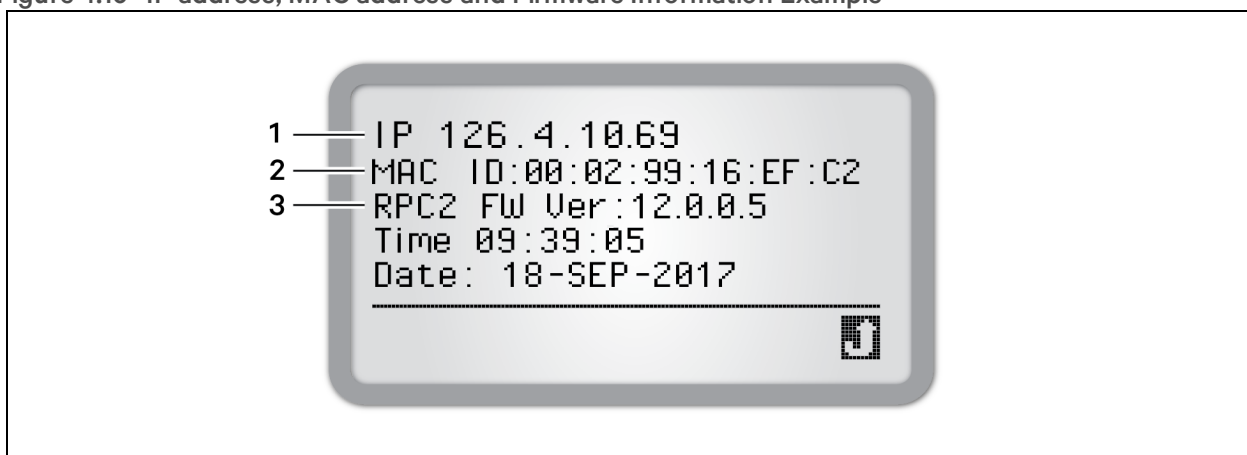 Figure 4.10 IP address, MAC address and Firmware Information Example
1
IP 126.4.10.69
2
MAC ID:00:02:99:16:EF:C2
3
RPC2 FW Ver:12.0.0.5
Time 09:39:05
Date: 18-SEP-2017